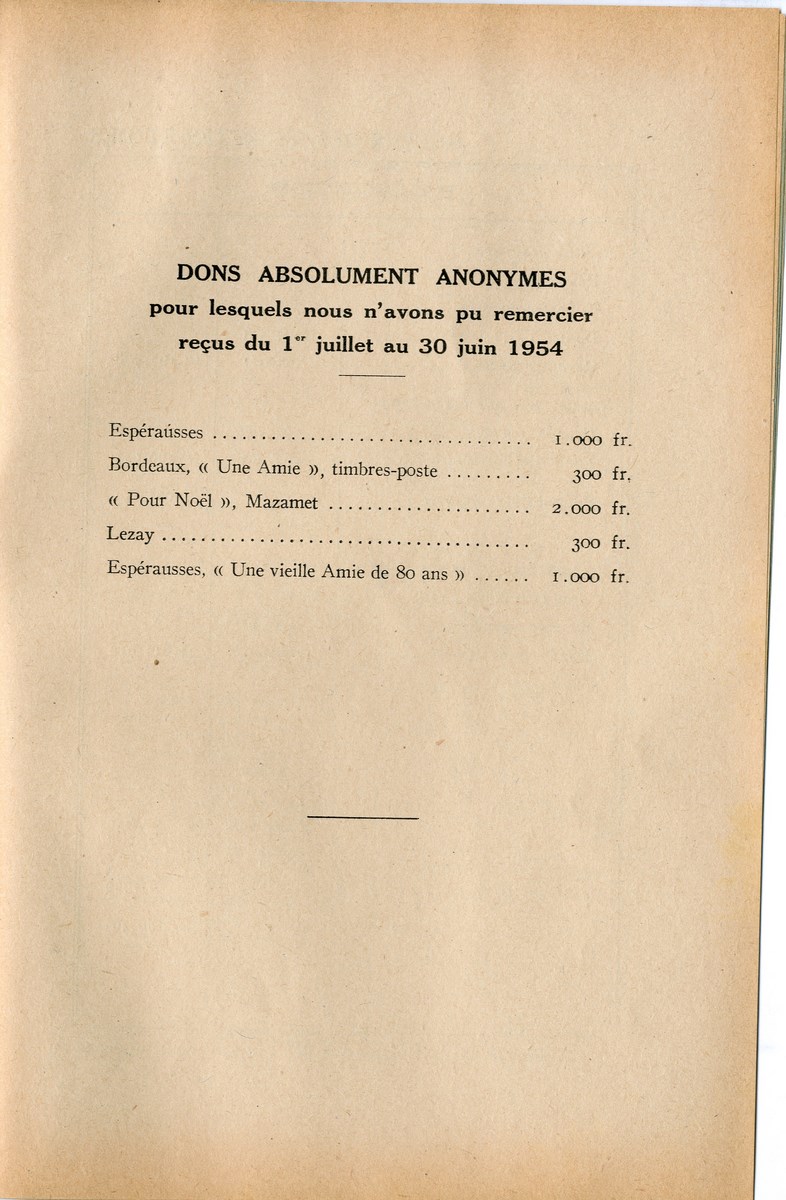 DONS ABSOLUMENT ANONYMES
pour lesquels nous n'avons pu remercier
reçus du 1er juillet au 30 juin 1954
Espéraüsses ................................. 1.000 fr.
Bordeaux, « Une Amie », timbres-poste ......... 300 fr.
« Pour Noël », Mazamet ..................... 2.000 fr.
Lezay ...................................... 300 fr.
Espérausses, « Une vieille Amie de 80 ans » ...... 1.000 fr.